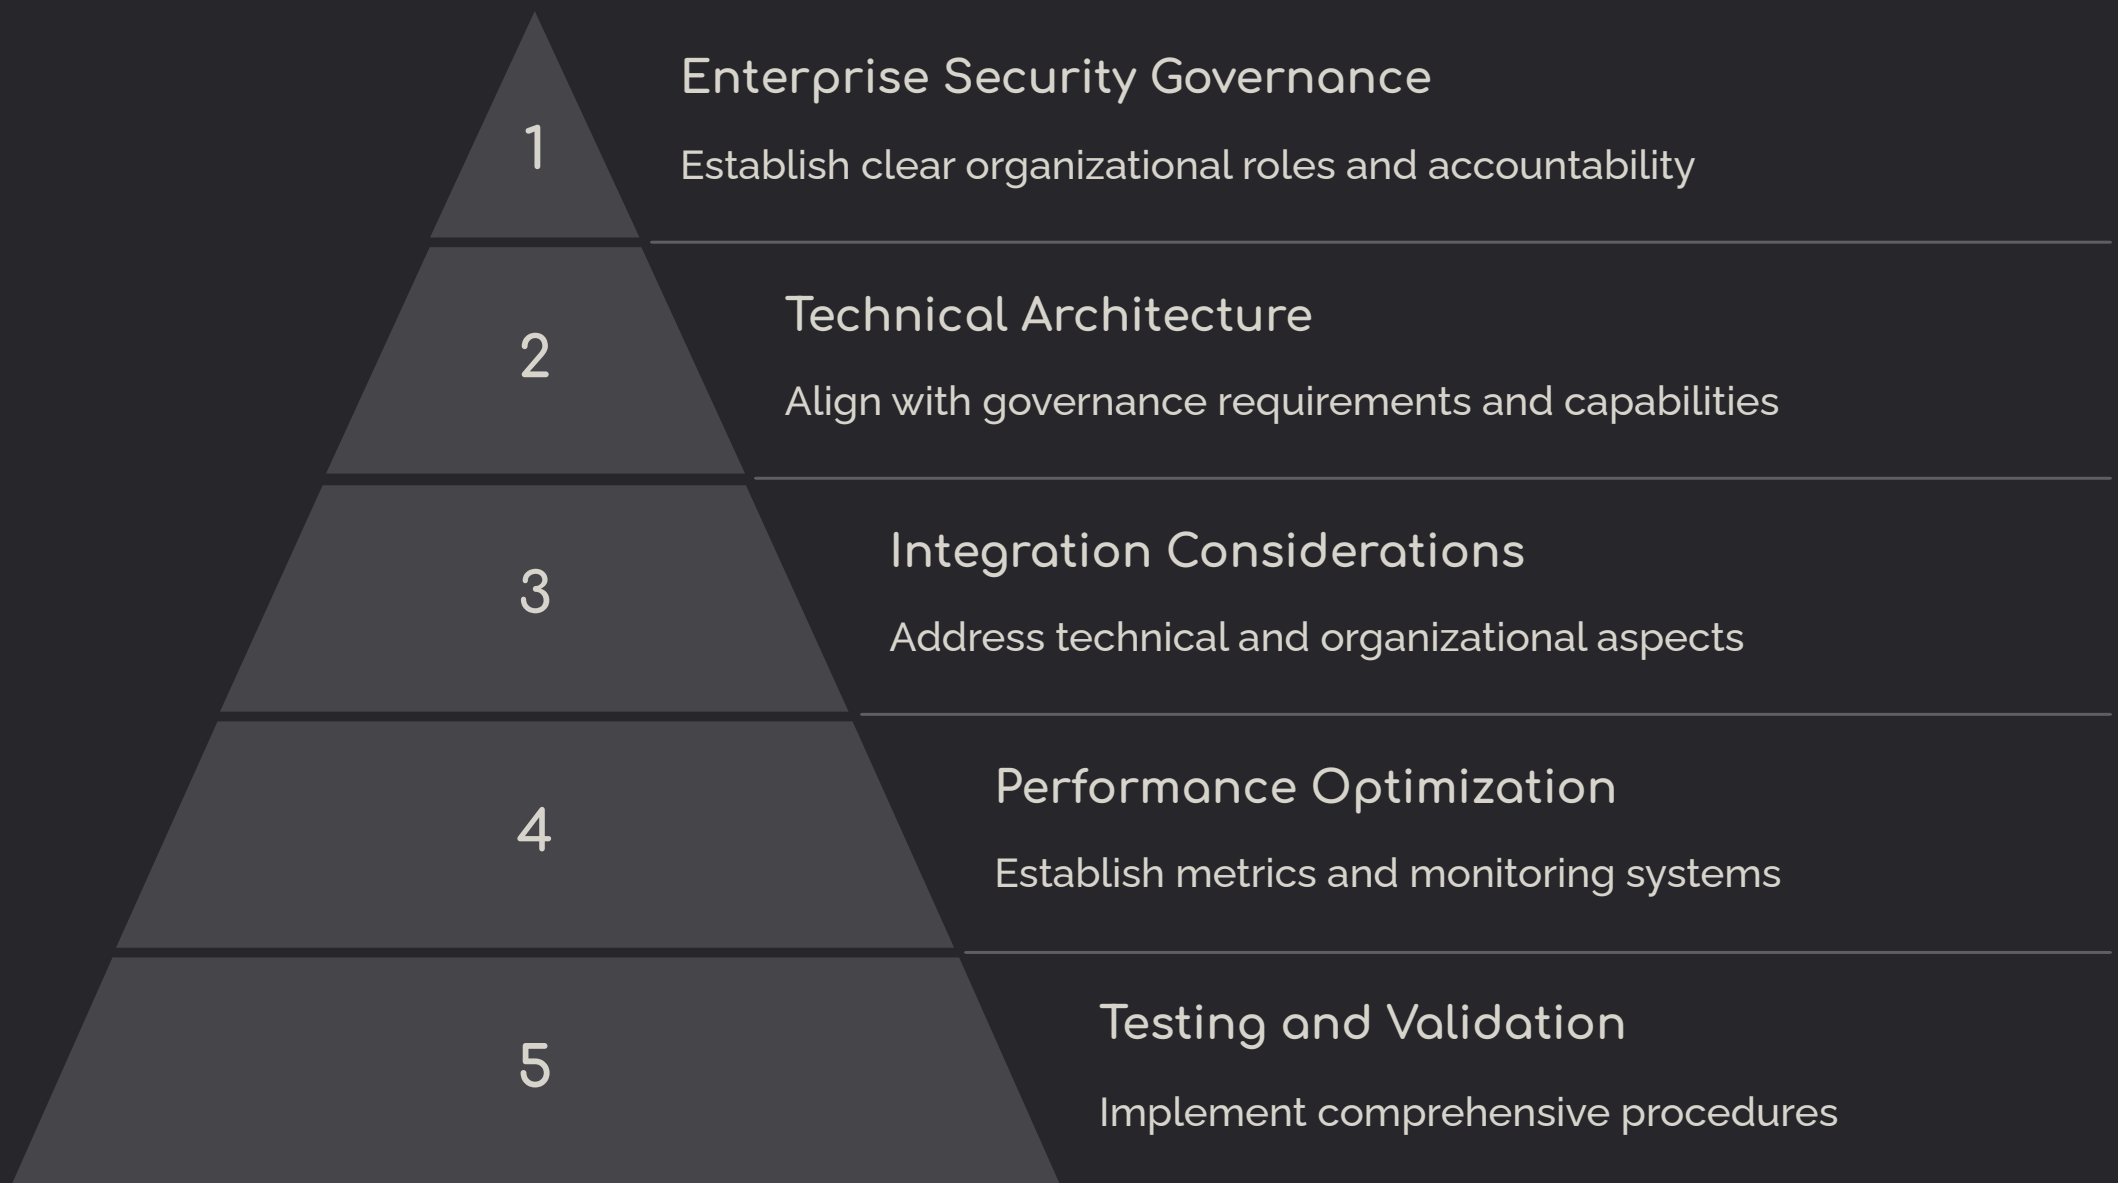 1
Enterprise Security Governance
Establish clear organizational roles and accountability
2
Technical Architecture
Align with governance requirements and capabilities
3
Integration Considerations
Address technical and organizational aspects
4
Performance Optimization
Establish metrics and monitoring systems
5
Testing and Validation
Implement comprehensive procedures